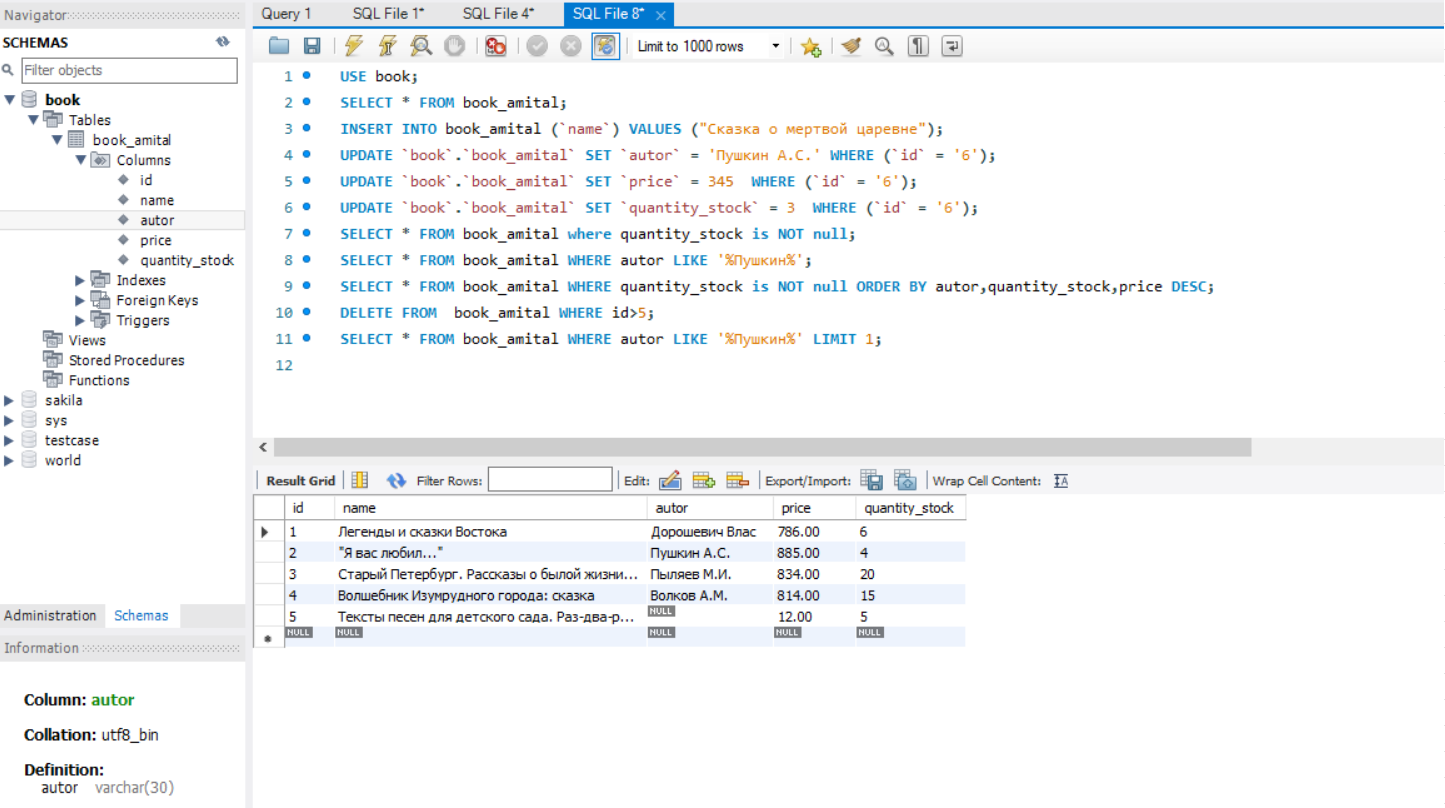 Navigator
SCHEMAS
Filter objects
book
Tables
book_amital
Columns
id
name
autor
price
quantity_stock
Indexes
Foreign Keys
Triggers
Views
Stored Procedures
Functions
sakila
sys
testcase
world
Administration Schemas
Information
Column: autor
Collation: utf8_bin
Definition:
autor varchar(30)
Query 1 SQL File 1* SQL File 4* SQL File 8*
Limit to 1000 rows
1 USE book;
2 SELECT * FROM book_amital;
3 INSERT INTO book_amital (`name`) VALUES ("Сказка о мертвой царевне");
4 UPDATE `book`.`book_amital` SET `autor` = 'Пушкин А.С.' WHERE (`id` = '6');
5 UPDATE `book`.`book_amital` SET `price` = 345  WHERE (`id` = '6');
6 UPDATE `book`.`book_amital` SET `quantity_stock` = 3  WHERE (`id` = '6');
7 SELECT * FROM book_amital where quantity_stock is NOT null;
8 SELECT * FROM book_amital WHERE autor LIKE '%Пушкин%';
9 SELECT * FROM book_amital WHERE quantity_stock is NOT null ORDER BY autor,quantity_stock,price DESC;
10 DELETE FROM  book_amital WHERE id>5;
11 SELECT * FROM book_amital WHERE autor LIKE '%Пушкин%' LIMIT 1;
12
Result Grid Filter Rows: Edit: Export/Import: Wrap Cell Content:
id name autor price quantity_stock
1 Легенды и сказки Востока Дорошевич Влас 786.00 6
2 "Я вас любил..." Пушкин А.С. 885.00 4
3 Старый Петербург. Рассказы о былой жизни... Пыляев М.И. 834.00 20
4 Волшебник Изумрудного города: сказка Волков А.М. 814.00 15
5 Тексты песен для детского сада. Раз-два-р... NULL 12.00 5
NULL NULL NULL NULL NULL